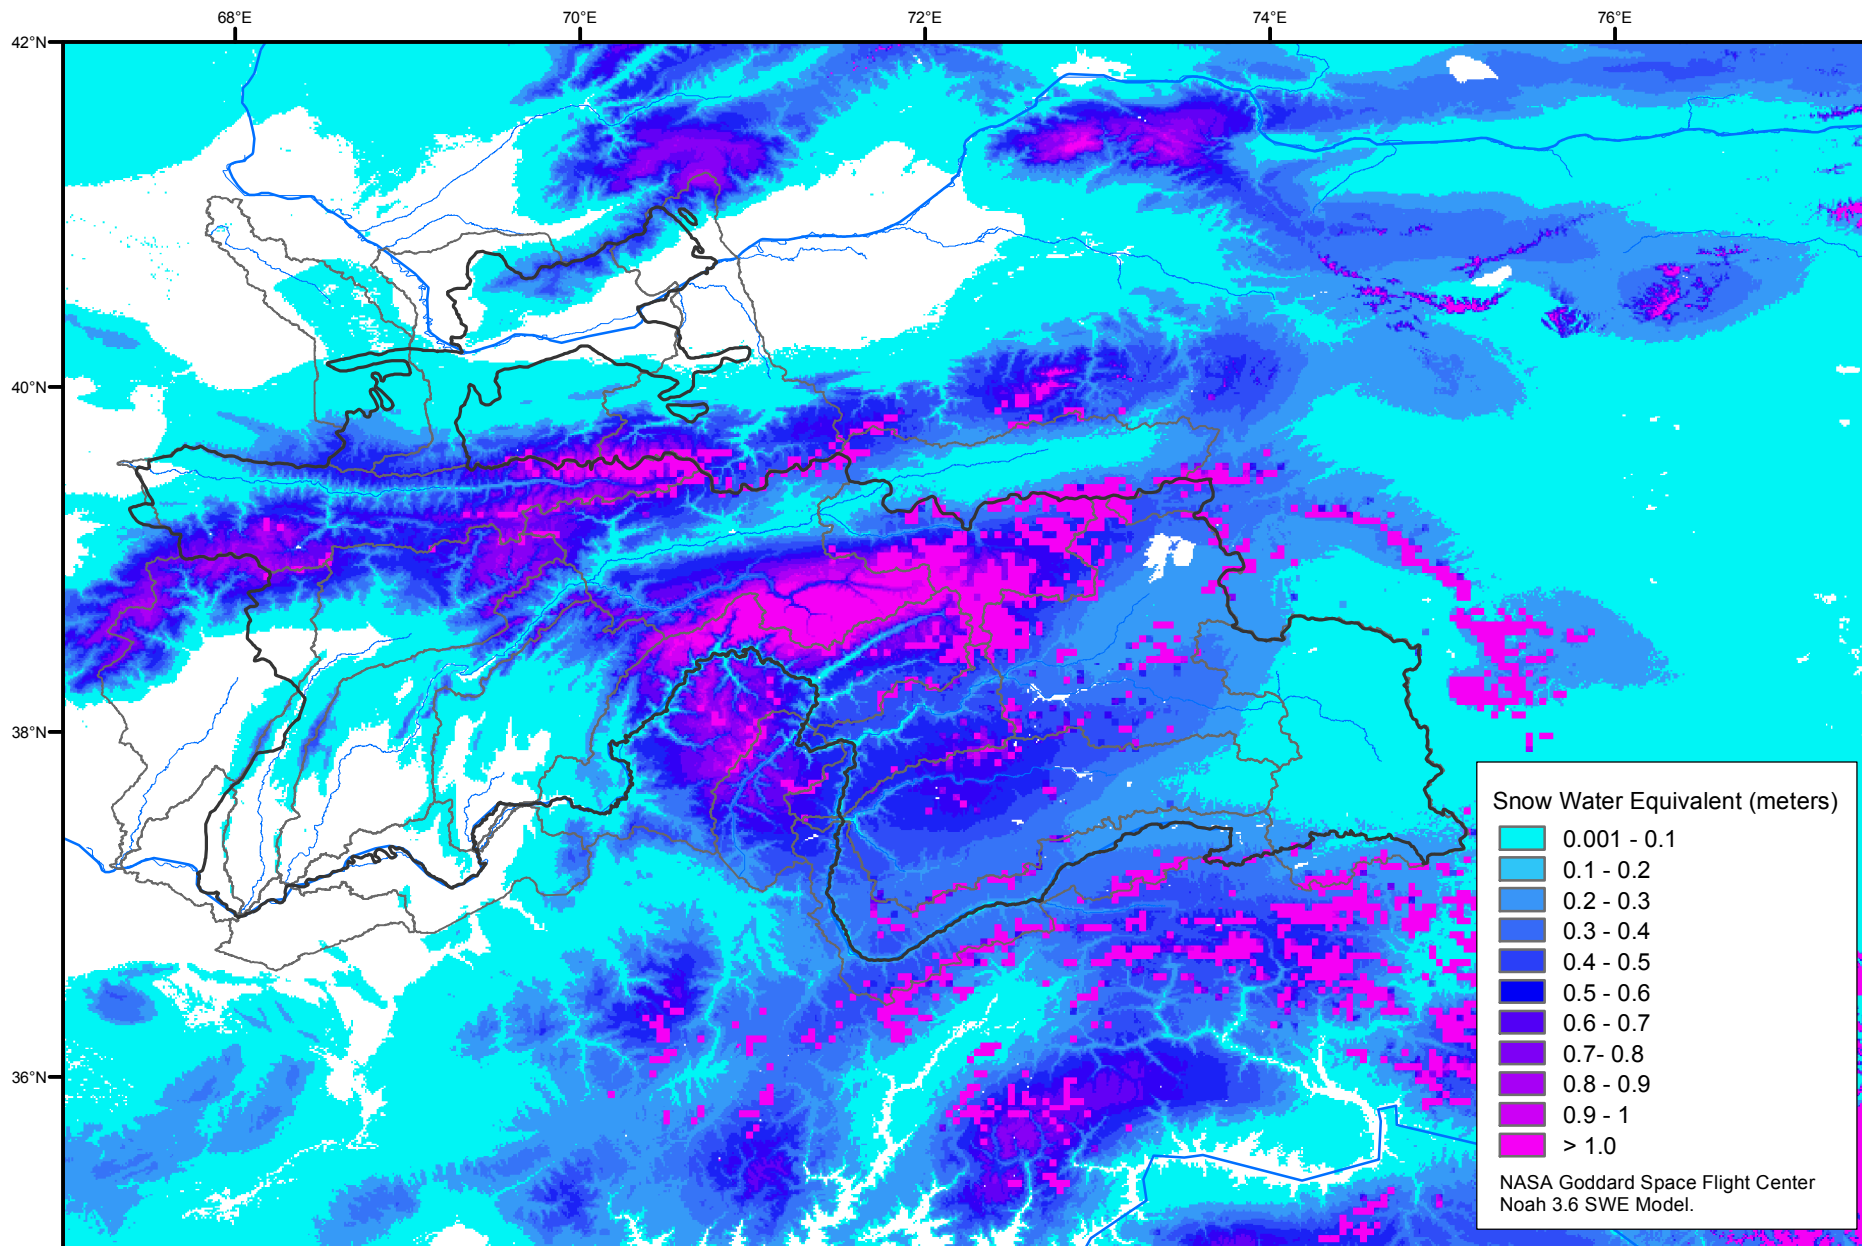 68°E 70°E 72°E 74°E 76°E
42°N
40°N
38°N
36°N
Snow Water Equivalent (meters)
0.001 - 0.1
0.1 - 0.2
0.2 - 0.3
0.3 - 0.4
0.4 - 0.5
0.5 - 0.6
0.6 - 0.7
0.7- 0.8
0.8 - 0.9
0.9 - 1
> 1.0
NASA Goddard Space Flight Center
Noah 3.6 SWE Model.